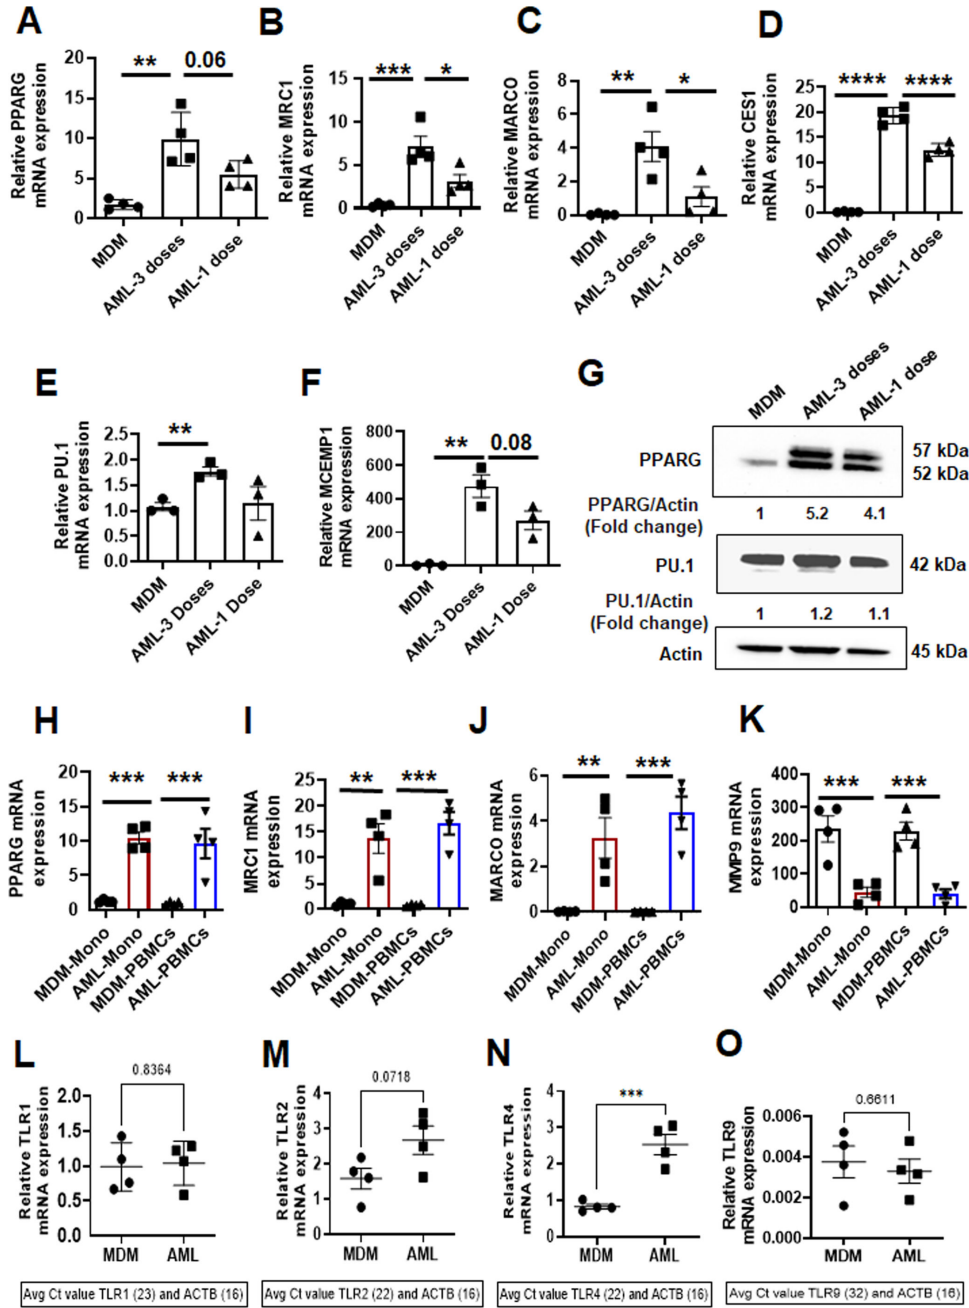 A
Relative PPARG
mRNA expression
20
15
10
5
0
**
0.06
MDM
AML-3 doses
AML-1 dose
B
Relative MRC1
mRNA expression
15
10
5
0
***
*
MDM
AML-3 doses
AML-1 dose
C
Relative MARCO
mRNA expression
8
6
4
2
0
**
*
MDM
AML-3 doses
AML-1 dose
D
Relative CES1
mRNA expression
25
20
15
10
5
0
****
****
MDM
AML-3 doses
AML-1 dose
E
Relative PU.1
mRNA expression
2.5
2.0
1.5
1.0
0.5
0.0
**
MDM
AML-3 Doses
AML-1 Dose
F
Relative MCEMP1
mRNA expression
800
600
400
200
0
**
0.08
MDM
AML-3 doses
AML-1 Dose
G
MDM
AML-3 doses
AML-1 dose
PPARG
57 kDa
52 kDa
PPARG/Actin
(Fold change)
1 5.2 4.1
PU.1
42 kDa
PU.1/Actin
(Fold change)
1 1.2 1.1
Actin
45 kDa
H
PPARG mRNA
expression
20
15
10
5
0
***
***
MDM-Mono
AML-Mono
MDM-PBMCs
AML-PBMCs
I
MRC1 mRNA
expression
25
20
15
10
5
0
**
***
MDM-Mono
AML-Mono
MDM-PBMCs
AML-PBMCs
J
MARCO mRNA
expression
6
4
2
0
**
***
MDM-Mono
AML-Mono
MDM-PBMCs
AML-PBMCs
K
MMP9 mRNA
expression
400
300
200
100
0
***
***
MDM-Mono
AML-Mono
MDM-PBMCs
AML-PBMCs
L
Relative TLR1
mRNA expression
2.0
1.5
1.0
0.5
0.0
0.8364
MDM
AML
Avg Ct value TLR1 (23) and ACTB (16)
M
Relative TLR2
mRNA expression
4
3
2
1
0
0.0718
MDM
AML
Avg Ct value TLR2 (22) and ACTB (16)
N
Relative TLR4
mRNA expression
4
3
2
1
0
***
MDM
AML
Avg Ct value TLR4 (22) and ACTB (16)
O
Relative TLR9
mRNA expression
0.006
0.004
0.002
0.000
0.6611
MDM
AML
Avg Ct value TLR9 (32) and ACTB (16)